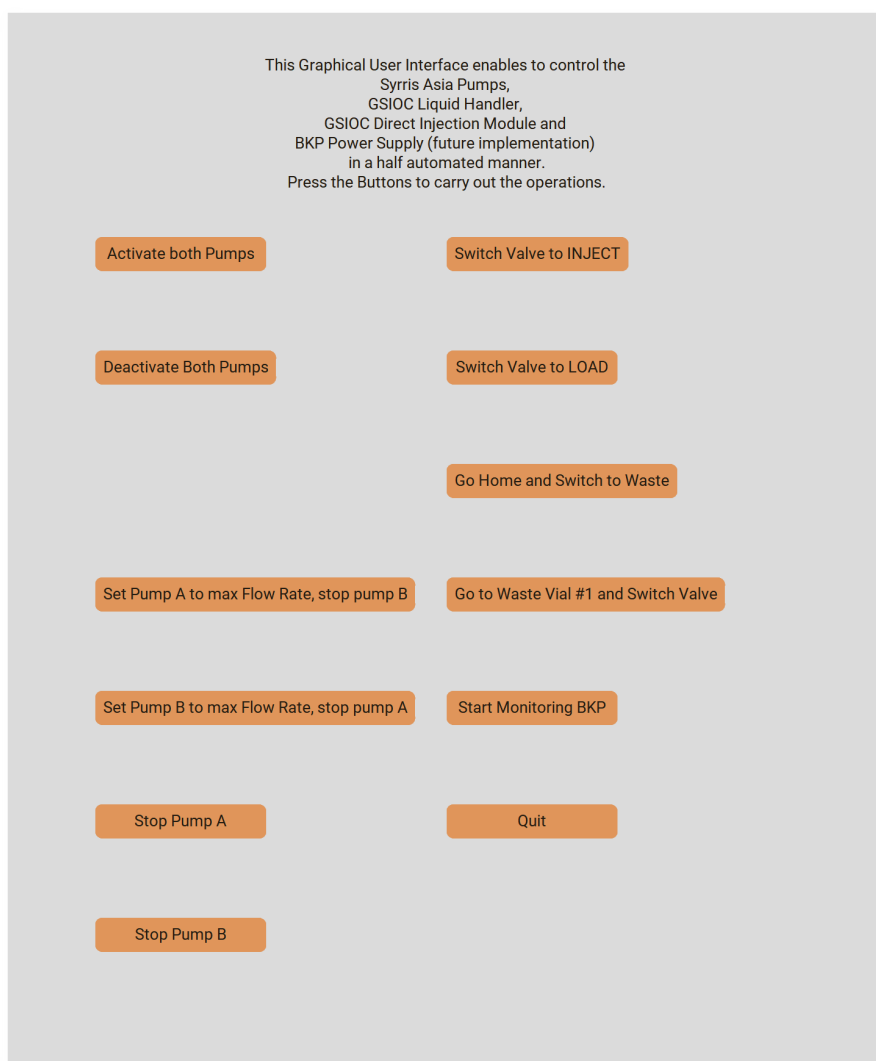 This Graphical User Interface enables to control the
Syrris Asia Pumps,
GSIOC Liquid Handler,
GSIOC Direct Injection Module and
BKP Power Supply (future implementation)
in a half automated manner.
Press the Buttons to carry out the operations.
Activate both Pumps
Switch Valve to INJECT
Deactivate Both Pumps
Switch Valve to LOAD
Go Home and Switch to Waste
Set Pump A to max Flow Rate, stop pump B
Go to Waste Vial #1 and Switch Valve
Set Pump B to max Flow Rate, stop pump A
Start Monitoring BKP
Stop Pump A
Quit
Stop Pump B